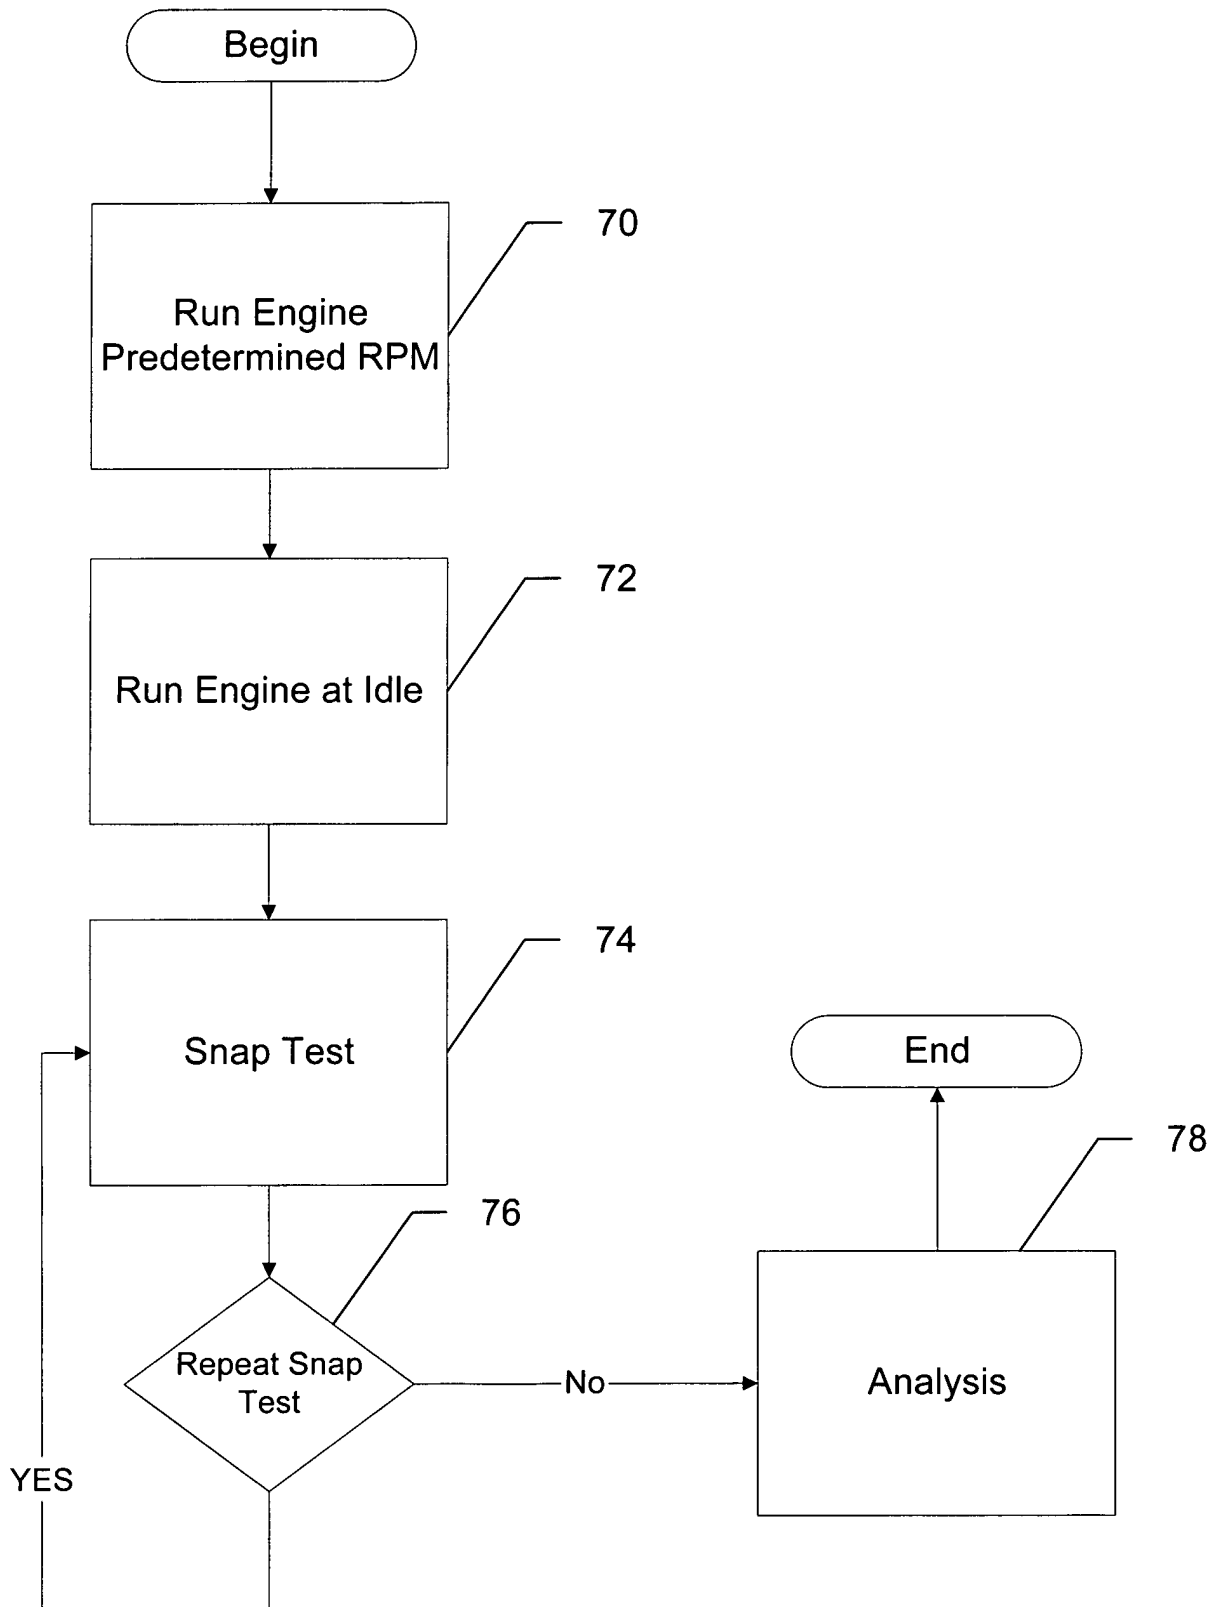 Begin
70
Run Engine
Predetermined RPM
72
Run Engine at Idle
74
Snap Test
End
78
76
Repeat Snap
Test
No
Analysis
YES